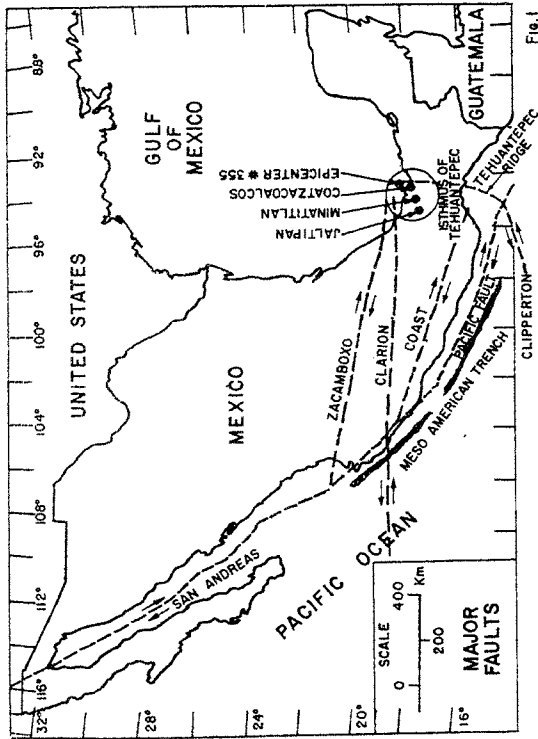 88°
92°
96°
100°
104°
108°
112°
116°
32°
28°
24°
20°
16°
UNITED STATES
GULF
OF
MEXICO
MEXICO
EPICENTER # 355
COATZACOALCOS
MINATITLAN
JALTIPAN
ISTHMUS OF
TEHUANTEPEC
GUATEMALA
TEHUANTEPEC
RIDGE
ZACAMBOXO
CLARION
COAST
PACIFIC FAULT
MESO AMERICAN TRENCH
CLIPPERTON
SAN ANDREAS
PACIFIC OCEAN
SCALE
0 200 400 Km
MAJOR
FAULTS
FIG. 1